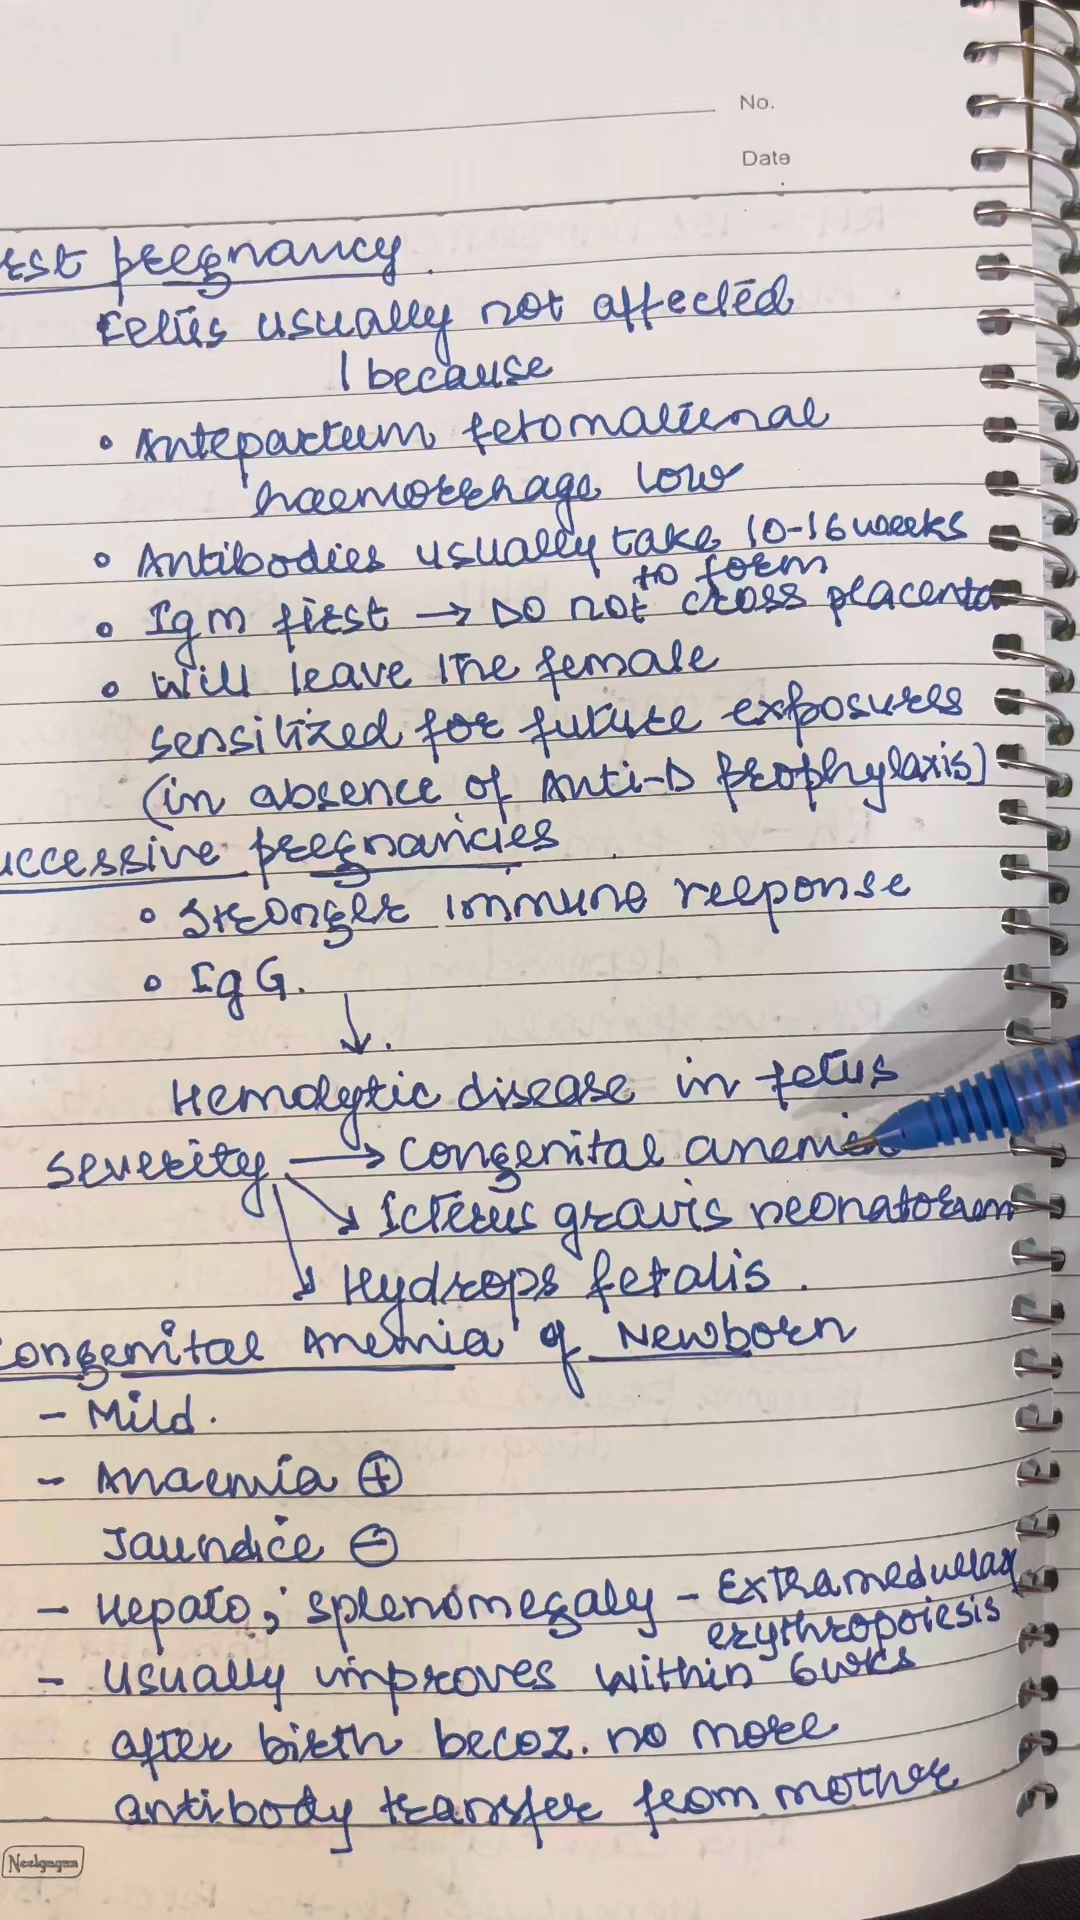 No.
Date
rst pregnancy.
Fetus usually not affected
because
• Antepartum fetomaternal
haemorrhage low
• Antibodies usually take 10-16 weeks
to form
• IgM first → Do not cross placenta
• Will leave the female
sensitized for future exposures
(in absence of Anti-D prophylaxis)
uccessive pregnancies
• Stronger immune response
• IgG.
↓
Hemolytic disease in fetus
Severity → Congenital anemia
↘ Icterus gravis neonatorum
↘ Hydrops fetalis.
Congenital Anemia of Newborn
- Mild.
- Anaemia ⊕
Jaundice ⊖
- Hepato, splenomegaly - Extramedullary
erythropoiesis
- Usually improves within 6wks
after birth becoz. no more
antibody transfer from mother
Neelgagan